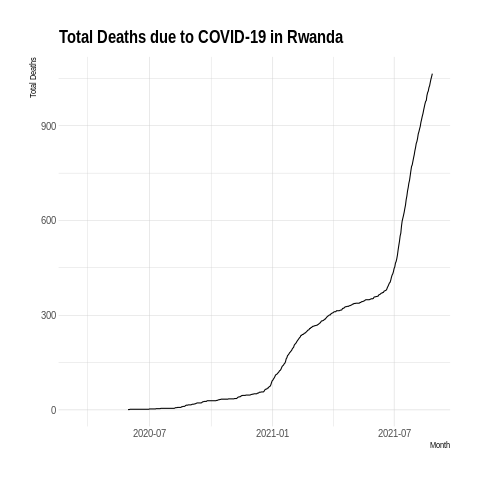 Total Deaths due to COVID-19 in Rwanda
Total Deaths
900
600
300
0
2020-07 2021-01 2021-07
Month